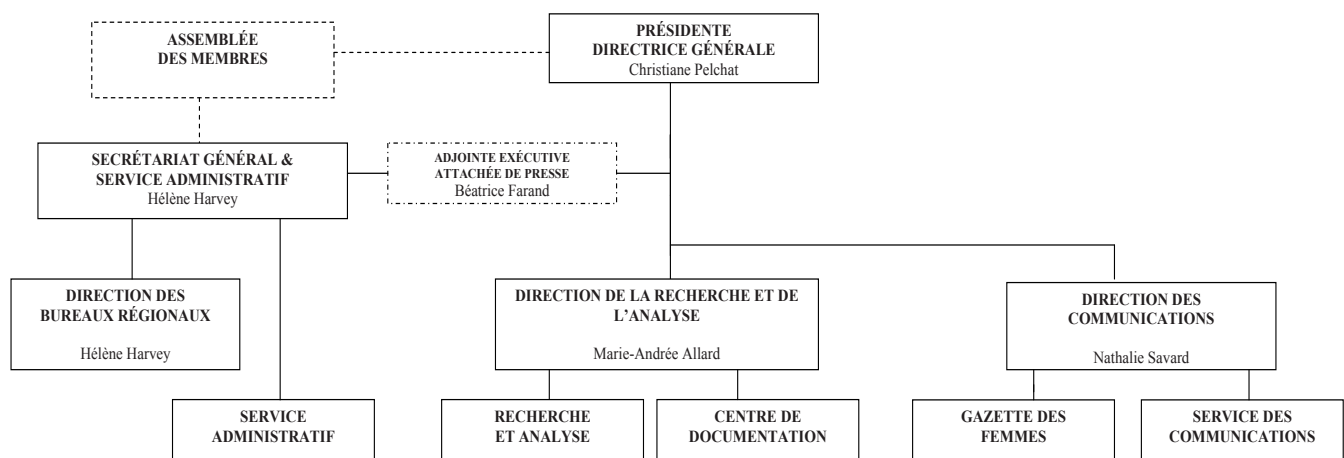 ASSEMBLÉE
DES MEMBRES
PRÉSIDENTE
DIRECTRICE GÉNÉRALE
Christiane Pelchat
SECRÉTARIAT GÉNÉRAL &
SERVICE ADMINISTRATIF
Hélène Harvey
ADJOINTE EXÉCUTIVE
ATTACHÉE DE PRESSE
Béatrice Farand
DIRECTION DES
BUREAUX RÉGIONAUX
Hélène Harvey
DIRECTION DE LA RECHERCHE ET DE
L’ANALYSE
Marie-Andrée Allard
DIRECTION DES
COMMUNICATIONS
Nathalie Savard
SERVICE
ADMINISTRATIF
RECHERCHE
ET ANALYSE
CENTRE DE
DOCUMENTATION
GAZETTE DES
FEMMES
SERVICE DES
COMMUNICATIONS